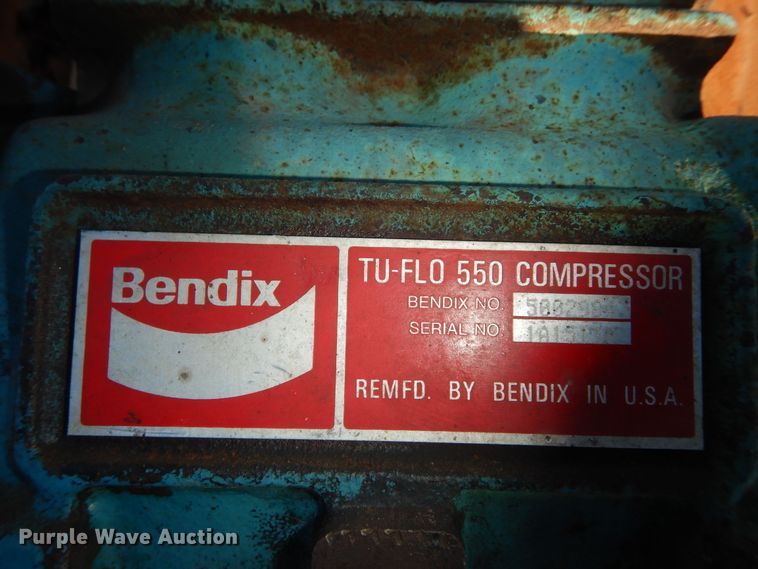 Bendix
TU-FLO 550 COMPRESSOR
BENDIX NO.
SERIAL NO
REMFD. BY BENDIX IN U.S.A.
Purple Wave Auction